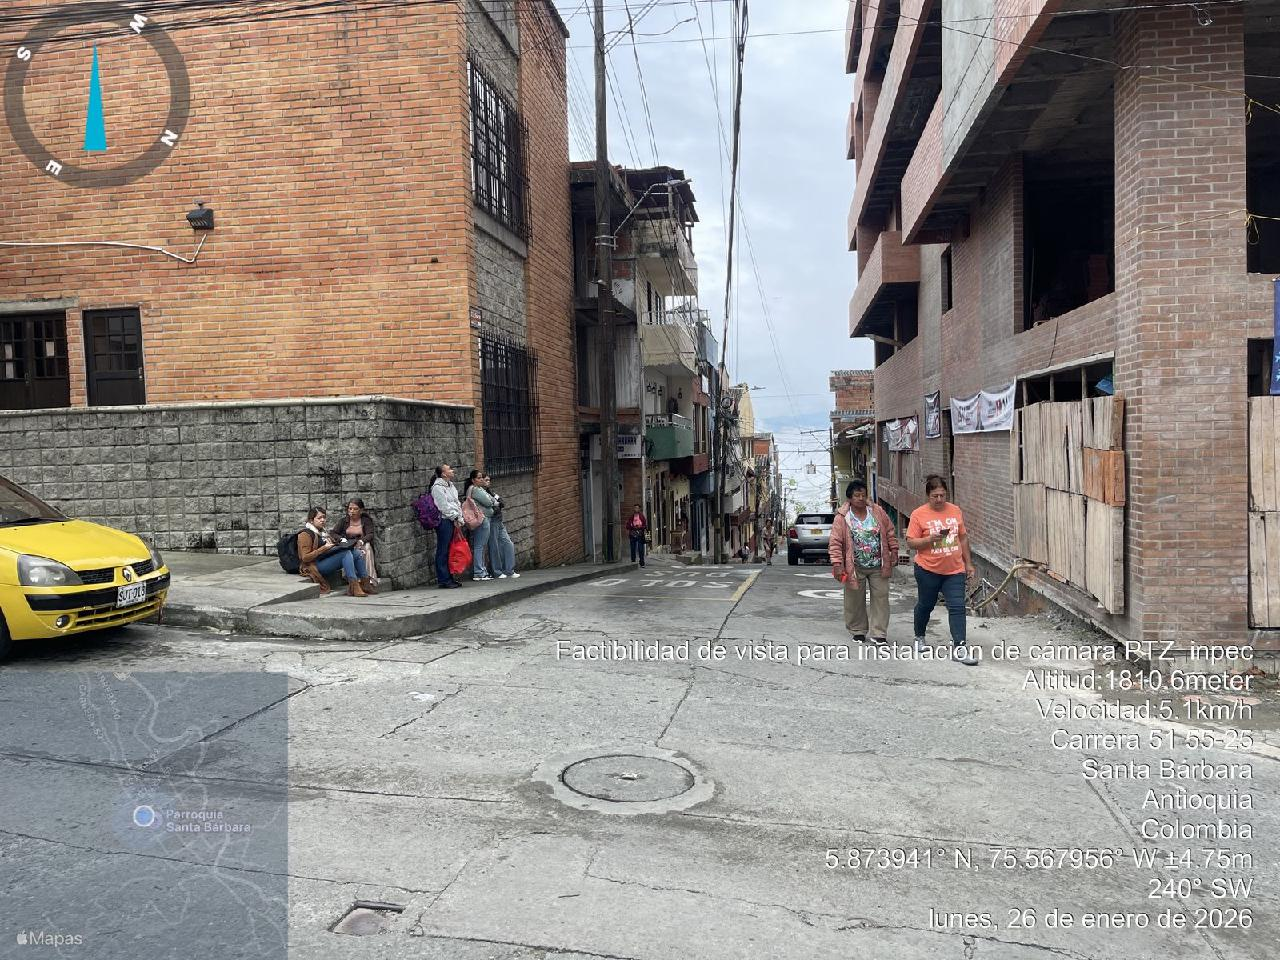 S
W
E
N
I'M ON
Factibilidad de vista para instalación de cámara PTZ inpec
Altitud:1810.6meter
Velocidad:5.1km/h
Carrera 51 55-25
Santa Bárbara
Antioquia
Colombia
5.873941° N, 75.567956° W ±4.75m
240° SW
lunes, 26 de enero de 2026
Parroquia
Santa Bárbara
Mapas